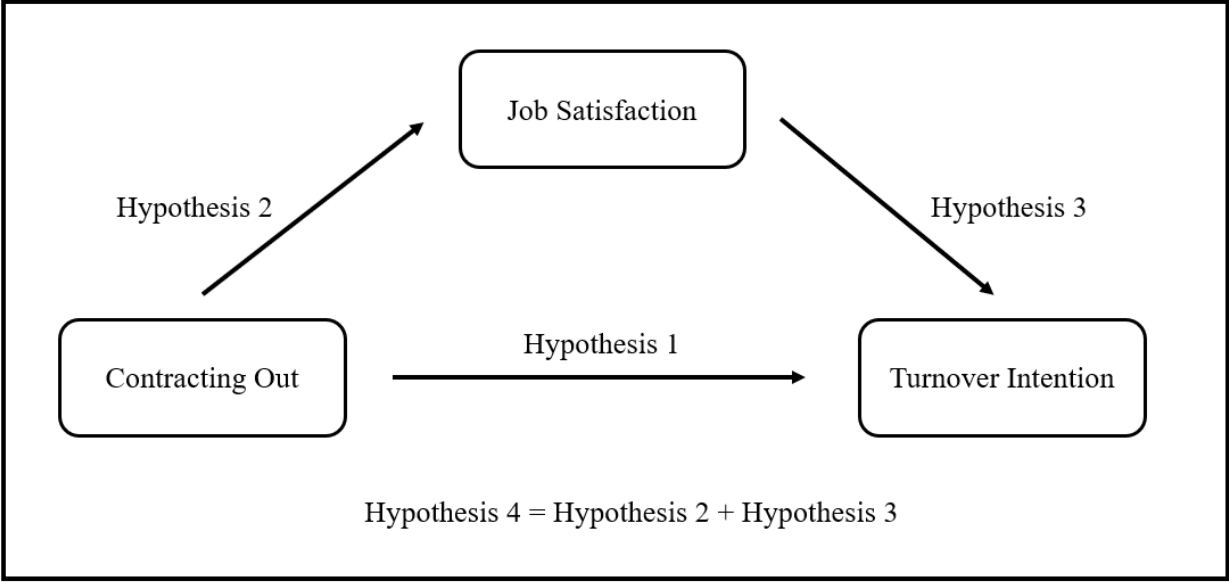 Job Satisfaction
Hypothesis 2
Hypothesis 3
Hypothesis 1
Contracting Out
Turnover Intention
Hypothesis 4 = Hypothesis 2 + Hypothesis 3